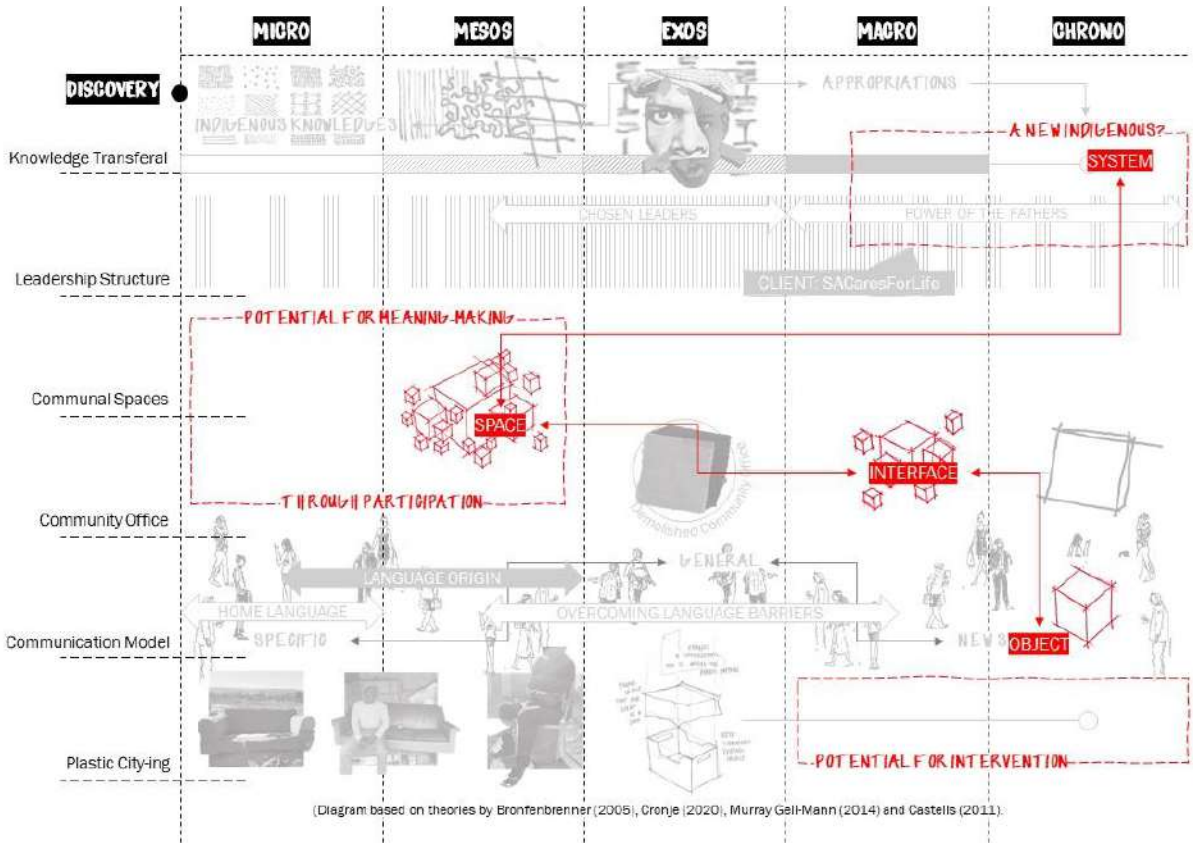 MICRO
MESOS
EXOS
MACRO
CHRONO
DISCOVERY
INDIGENOUS KNOWLEDGES
APPROPRIATIONS
A NEW INDIGENOUS?
Knowledge Transferal
SYSTEM
CHOSEN LEADERS
POWER OF THE FATHERS
Leadership Structure
CLIENT: SACaresForLife
POTENTIAL FOR MEANING-MAKING
Communal Spaces
SPACE
INTERFACE
THROUGH PARTICIPATION
Demolished Community Office
Community Office
GENERAL
LANGUAGE ORIGIN
HOME LANGUAGE
OVERCOMING LANGUAGE BARRIERS
Communication Model
SPECIFIC
NEWS
OBJECT
Plastic City-ing
POTENTIAL FOR INTERVENTION
(Diagram based on theories by Bronfenbrenner (2005), Cronje (2020), Murray Gell-Mann (2014) and Castells (2011).